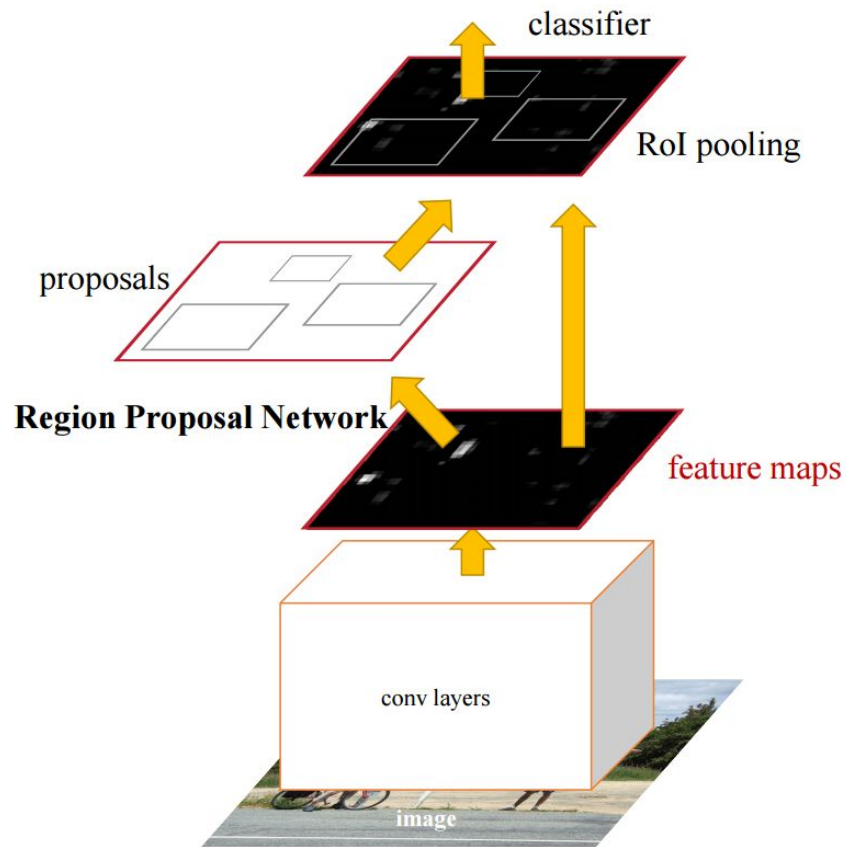 classifier
RoI pooling
proposals
Region Proposal Network
feature maps
conv layers
image